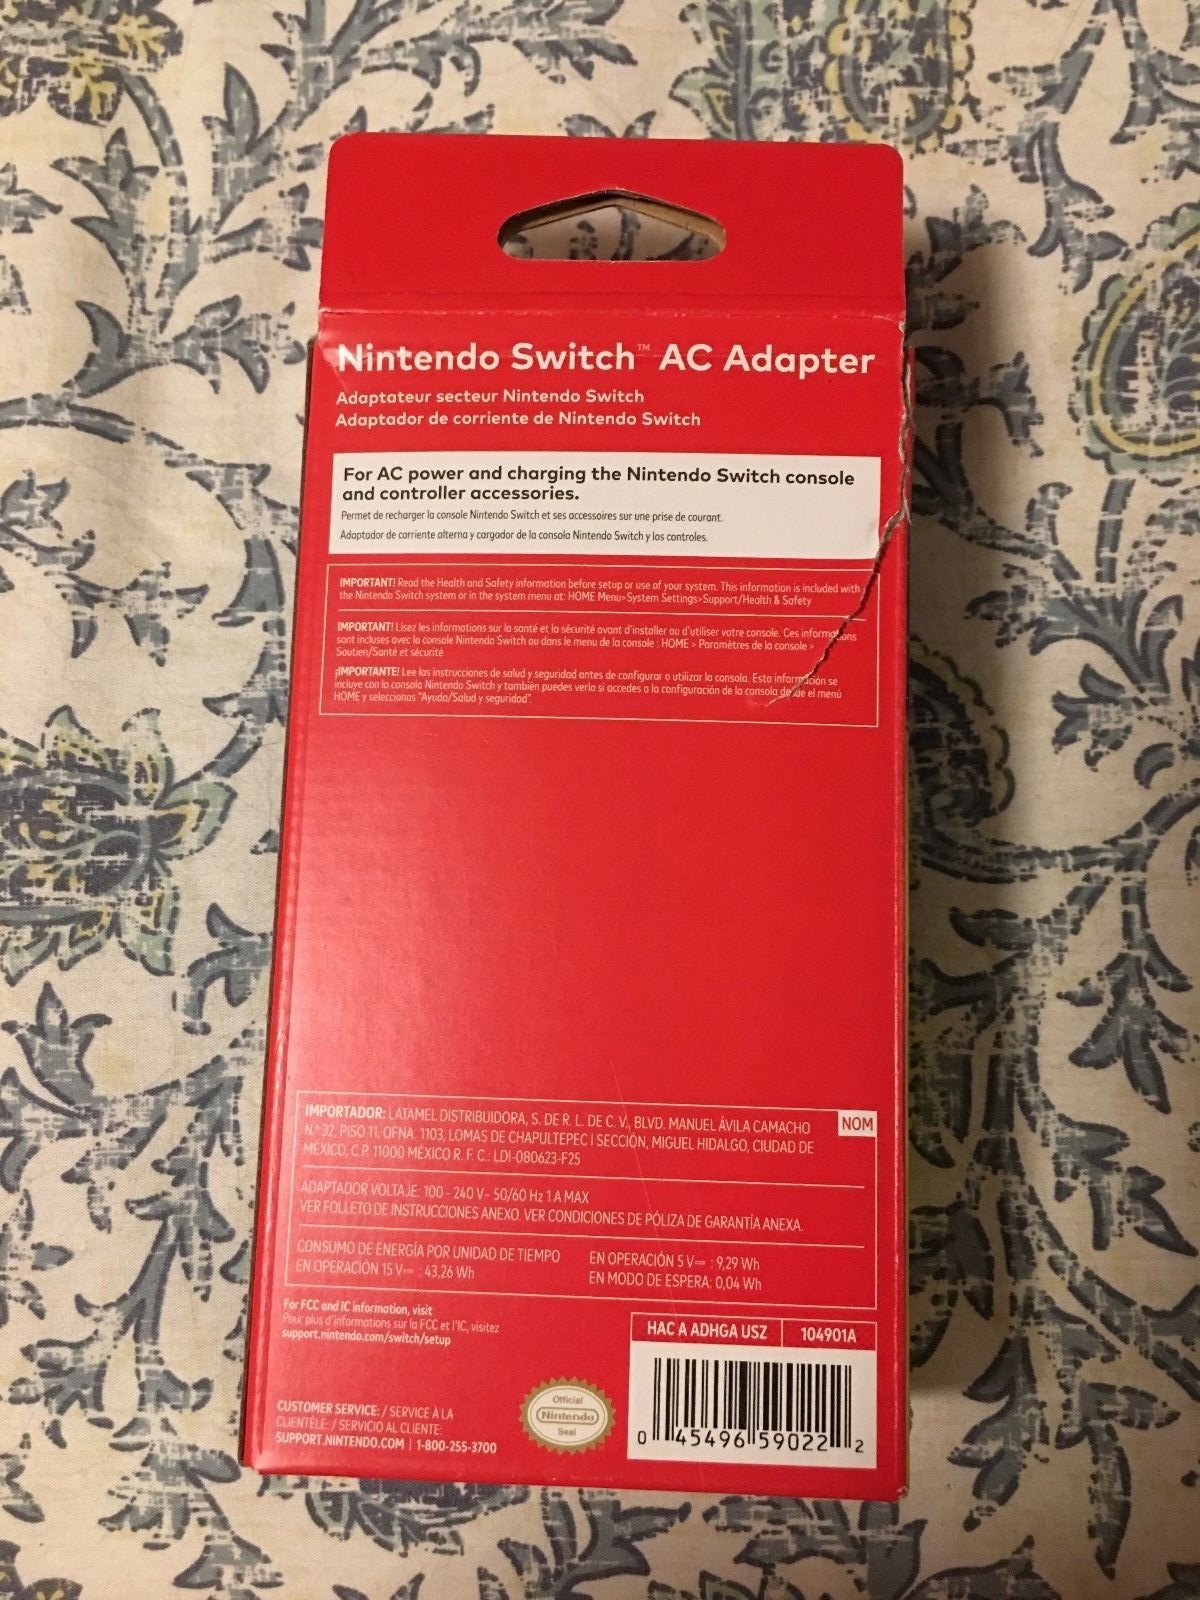 Nintendo Switch™ AC Adapter
Adaptateur secteur Nintendo Switch
Adaptador de corriente de Nintendo Switch
For AC power and charging the Nintendo Switch console
and controller accessories.
Permet de recharger la console Nintendo Switch et ses accessoires sur une prise de courant.
Adaptador de corriente alterna y cargador de la consola Nintendo Switch y los controles.
IMPORTANT! Read the Health and Safety information before setup or use of your system. This information is included with
the Nintendo Switch system or in the system menu at: HOME Menu>System Settings>Support/Health & Safety
IMPORTANT! Lisez les informations sur la santé et la sécurité avant d'installer ou d'utiliser votre console. Ces informations
sont incluses avec la console Nintendo Switch ou dans le menu de la console : HOME > Paramètres de la console >
Soutien/Santé et sécurité
¡IMPORTANTE! Lee las instrucciones de salud y seguridad antes de configurar o utilizar la consola. Esta información se
incluye con la consola Nintendo Switch y también puedes verla si accedes a la configuración de la consola desde el menú
HOME y seleccionas "Ayuda/Salud y seguridad".
IMPORTADOR: LATAMEL DISTRIBUIDORA, S. DE R. L. DE C. V., BLVD. MANUEL ÁVILA CAMACHO
N.º 32, PISO 11, OFNA. 1103, LOMAS DE CHAPULTEPEC I SECCIÓN, MIGUEL HIDALGO, CIUDAD DE
MÉXICO, C.P. 11000 MÉXICO R. F. C.: LDI-080623-F25
NOM
ADAPTADOR VOLTAJE: 100 - 240 V~ 50/60 Hz 1 A MAX
VER FOLLETO DE INSTRUCCIONES ANEXO. VER CONDICIONES DE PÓLIZA DE GARANTÍA ANEXA.
CONSUMO DE ENERGÍA POR UNIDAD DE TIEMPO
EN OPERACIÓN 15 V⎓ : 43,26 Wh
EN OPERACIÓN 5 V⎓ : 9,29 Wh
EN MODO DE ESPERA: 0,04 Wh
For FCC and IC information, visit
Pour plus d'informations sur la FCC et l'IC, visitez
support.nintendo.com/switch/setup
CUSTOMER SERVICE: / SERVICE À LA
CLIENTÈLE: / SERVICIO AL CLIENTE:
SUPPORT.NINTENDO.COM | 1-800-255-3700
Official
Nintendo
Seal
HAC A ADHGA USZ 104901A
0 45496 59022 2